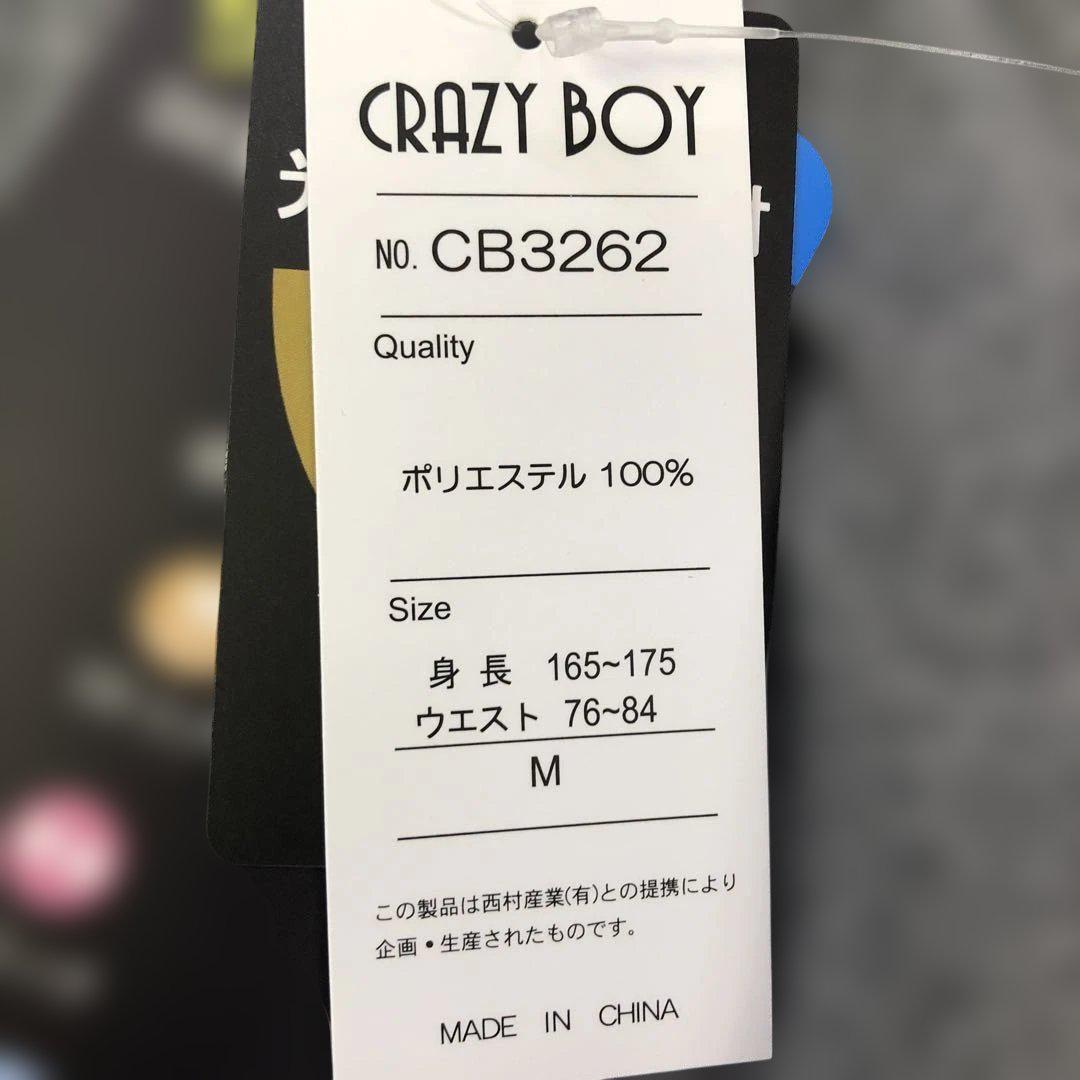 CRAZY BOY
NO. CB3262
Quality
ポリエステル 100%
Size
身 長 165~175
ウエスト 76~84
M
この製品は西村産業(有)との提携により
企画・生産されたものです。
MADE IN CHINA